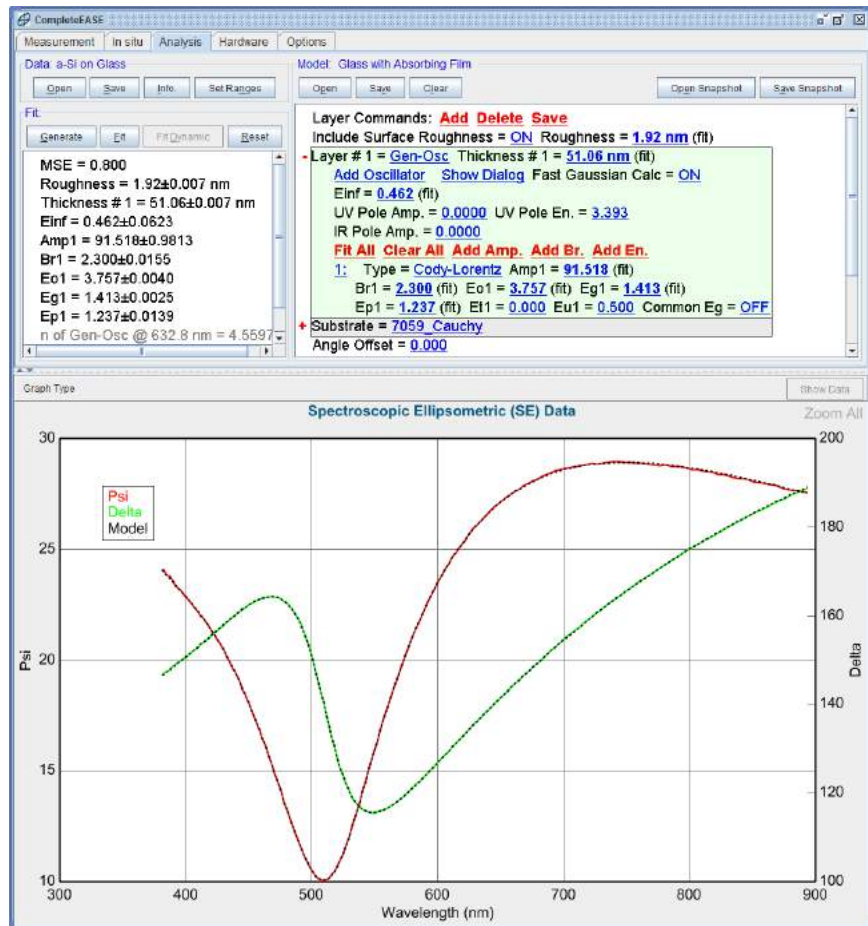 CompleteEASE
Measurement In situ Analysis Hardware Options
Data: a-Si on Glass
Open Save Info. Set Ranges
Fit:
Generate Fit Fit Dynamic Reset
MSE = 0.800
Roughness = 1.92±0.007 nm
Thickness # 1 = 51.06±0.007 nm
Einf = 0.462±0.0623
Amp1 = 91.518±0.9813
Br1 = 2.300±0.0155
Eo1 = 3.757±0.0040
Eg1 = 1.413±0.0025
Ep1 = 1.237±0.0139
n of Gen-Osc @ 632.8 nm = 4.5597
Model: Glass with Absorbing Film
Open Save Clear Open Snapshot Save Snapshot
Layer Commands: Add Delete Save
Include Surface Roughness = ON Roughness = 1.92 nm (fit)
- Layer # 1 = Gen-Osc Thickness # 1 = 51.06 nm (fit)
Add Oscillator Show Dialog Fast Gaussian Calc = ON
Einf = 0.462 (fit)
UV Pole Amp. = 0.0000 UV Pole En. = 3.393
IR Pole Amp. = 0.0000
Fit All Clear All Add Amp. Add Br. Add En.
1: Type = Cody-Lorentz Amp1 = 91.518 (fit)
Br1 = 2.300 (fit) Eo1 = 3.757 (fit) Eg1 = 1.413 (fit)
Ep1 = 1.237 (fit) Et1 = 0.000 Eu1 = 0.500 Common Eg = OFF
+ Substrate = 7059_Cauchy
Angle Offset = 0.000
Graph Type Show Data
Spectroscopic Ellipsometric (SE) Data
Zoom All
30
25
20
15
10
Psi
Psi
Delta
Model
200
180
160
140
120
100
Delta
300 400 500 600 700 800 900
Wavelength (nm)